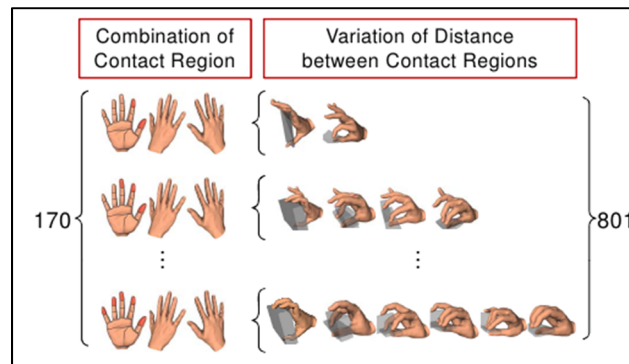 Combination of
Contact Region
Variation of Distance
between Contact Regions
170
801